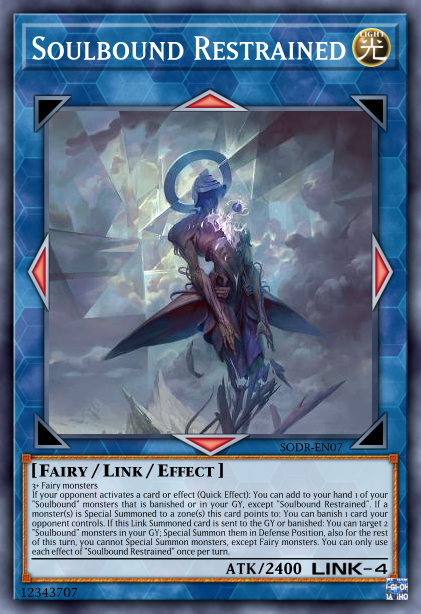 SOULBOUND RESTRAINED
LIGHT
光
SODR-EN07
[FAIRY / LINK / EFFECT]
3+ Fairy monsters
If your opponent activates a card or effect (Quick Effect): You can add to your hand 1 of your
"Soulbound" monsters that is banished or in your GY, except "Soulbound Restrained". If a
monster(s) is Special Summoned to a zone(s) this card points to: You can banish 1 card your
opponent controls. If this Link Summoned card is sent to the GY or banished: You can target 2
"Soulbound" monsters in your GY; Special Summon them in Defense Position, also for the rest
of this turn, you cannot Special Summon monsters, except Fairy monsters. You can only use
each effect of "Soulbound Restrained" once per turn.
ATK/2400 LINK-4
12343707